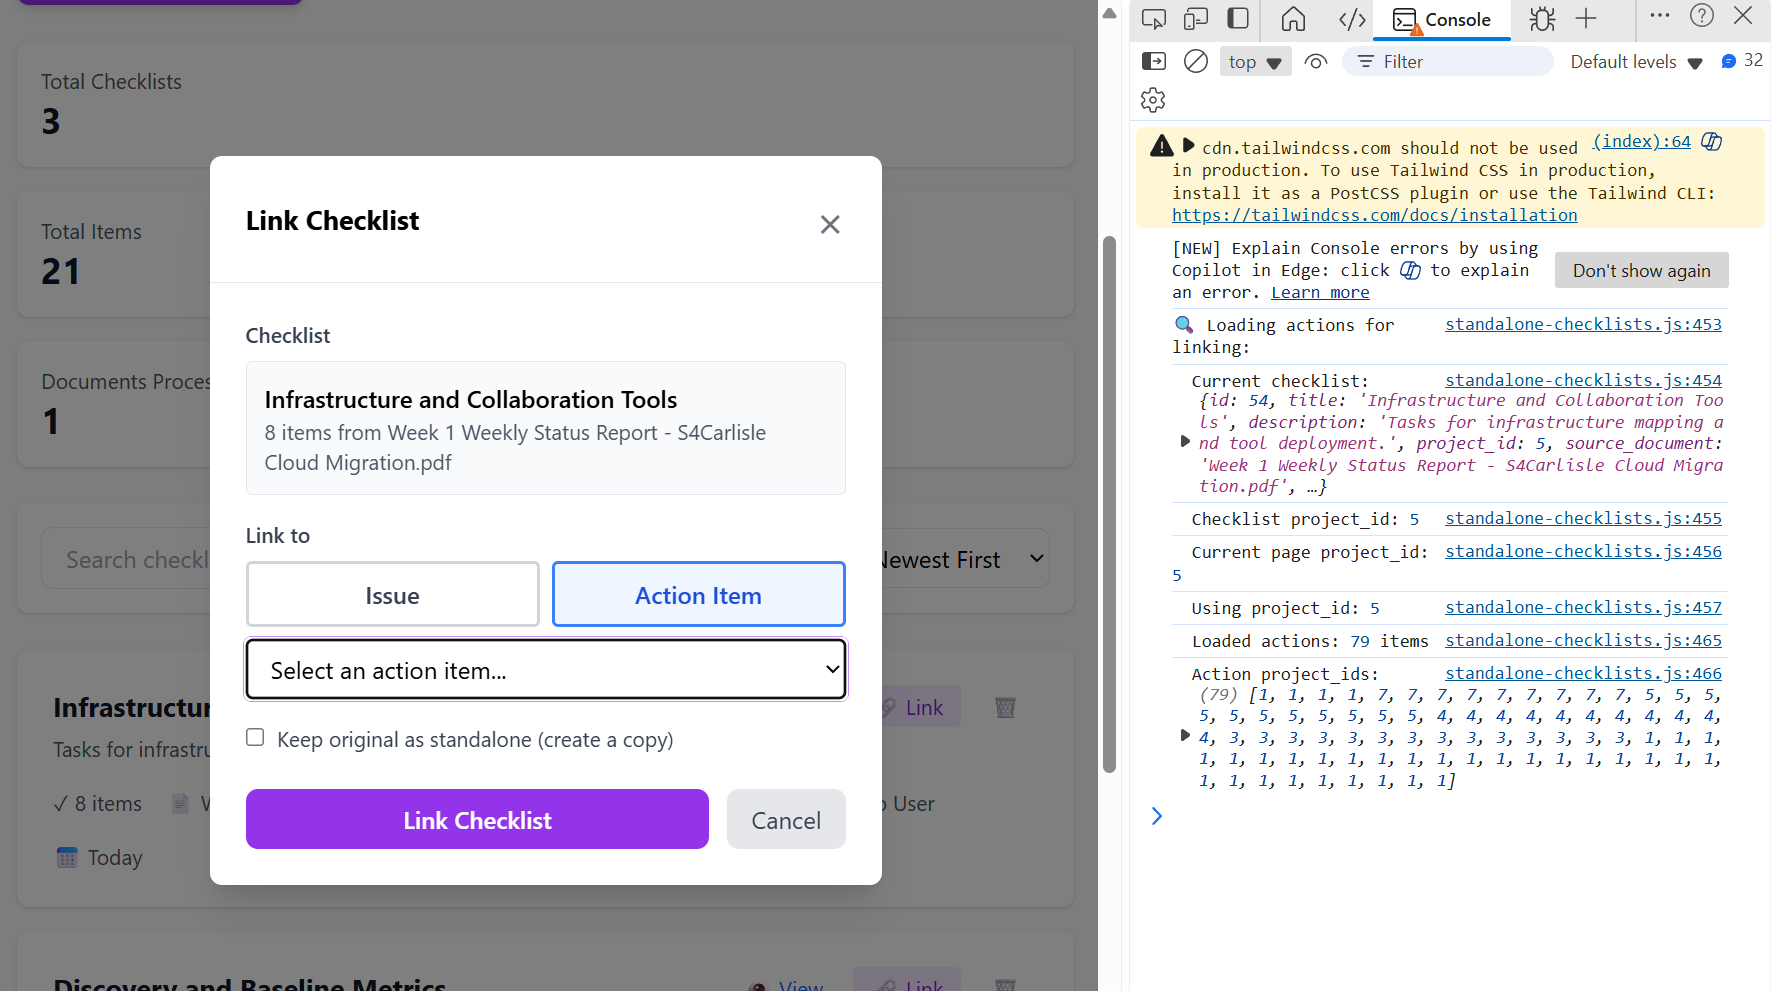 Total Checklists
3
Total Items
21
Documents Proces
1
Search checkl
Newest First
Infrastructur
Link
Tasks for infrastru
✓ 8 items
User
Today
Discovery and Baseline Metrics
View
Link
Link Checklist
Checklist
Infrastructure and Collaboration Tools
8 items from Week 1 Weekly Status Report - S4Carlisle
Cloud Migration.pdf
Link to
Issue
Action Item
Select an action item...
Keep original as standalone (create a copy)
Link Checklist
Cancel
Console
top
Filter
Default levels
32
cdn.tailwindcss.com should not be used (index):64
in production. To use Tailwind CSS in production,
install it as a PostCSS plugin or use the Tailwind CLI:
https://tailwindcss.com/docs/installation
[NEW] Explain Console errors by using
Copilot in Edge: click to explain
an error. Learn more
Don't show again
Loading actions for standalone-checklists.js:453
linking:
Current checklist: standalone-checklists.js:454
{id: 54, title: 'Infrastructure and Collaboration Too
ls', description: 'Tasks for infrastructure mapping a
nd tool deployment.', project_id: 5, source_document:
'Week 1 Weekly Status Report - S4Carlisle Cloud Migra
tion.pdf', …}
Checklist project_id: 5 standalone-checklists.js:455
Current page project_id: standalone-checklists.js:456
5
Using project_id: 5 standalone-checklists.js:457
Loaded actions: 79 items standalone-checklists.js:465
Action project_ids: standalone-checklists.js:466
(79) [1, 1, 1, 1, 7, 7, 7, 7, 7, 7, 7, 7, 7, 5, 5, 5,
5, 5, 5, 5, 5, 5, 5, 5, 4, 4, 4, 4, 4, 4, 4, 4, 4, 4,
4, 3, 3, 3, 3, 3, 3, 3, 3, 3, 3, 3, 3, 3, 3, 1, 1, 1,
1, 1, 1, 1, 1, 1, 1, 1, 1, 1, 1, 1, 1, 1, 1, 1, 1, 1,
1, 1, 1, 1, 1, 1, 1, 1, 1]